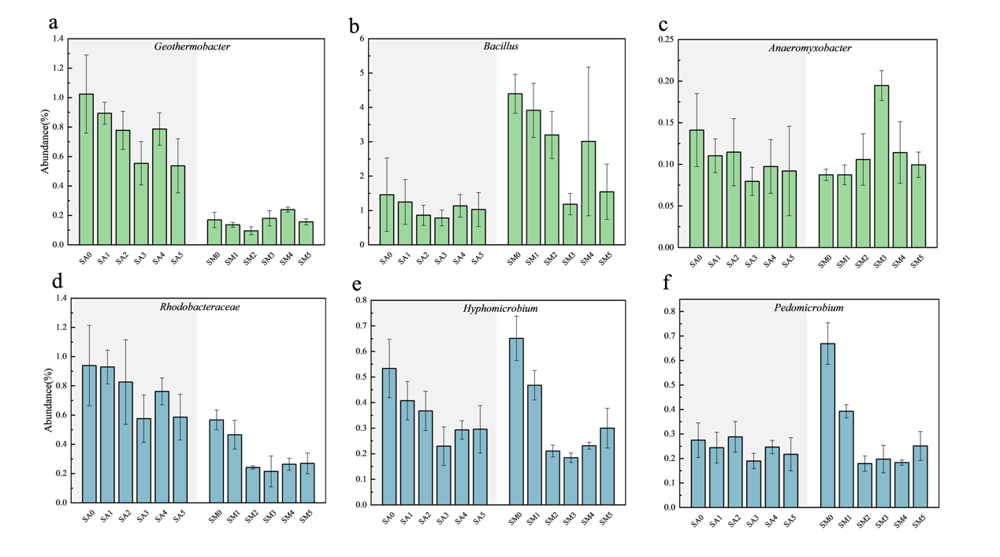 a
Geothermobacter
Abundance(%)
1.4
1.2
1.0
0.8
0.6
0.4
0.2
0.0
SA0 SA1 SA2 SA3 SA4 SA5 SM0 SM1 SM2 SM3 SM4 SM5
b
Bacillus
6
5
4
3
2
1
0
SA0 SA1 SA2 SA3 SA4 SA5 SM0 SM1 SM2 SM3 SM4 SM5
c
Anaeromyxobacter
0.25
0.20
0.15
0.10
0.05
0.00
SA0 SA1 SA2 SA3 SA4 SA5 SM0 SM1 SM2 SM3 SM4 SM5
d
Rhodobacteraceae
Abundance(%)
1.4
1.2
1.0
0.8
0.6
0.4
0.2
0.0
SA0 SA1 SA2 SA3 SA4 SA5 SM0 SM1 SM2 SM3 SM4 SM5
e
Hyphomicrobium
0.8
0.7
0.6
0.5
0.4
0.3
0.2
0.1
0.0
SA0 SA1 SA2 SA3 SA4 SA5 SM0 SM1 SM2 SM3 SM4 SM5
f
Pedomicrobium
0.8
0.7
0.6
0.5
0.4
0.3
0.2
0.1
0.0
SA0 SA1 SA2 SA3 SA4 SA5 SM0 SM1 SM2 SM3 SM4 SM5